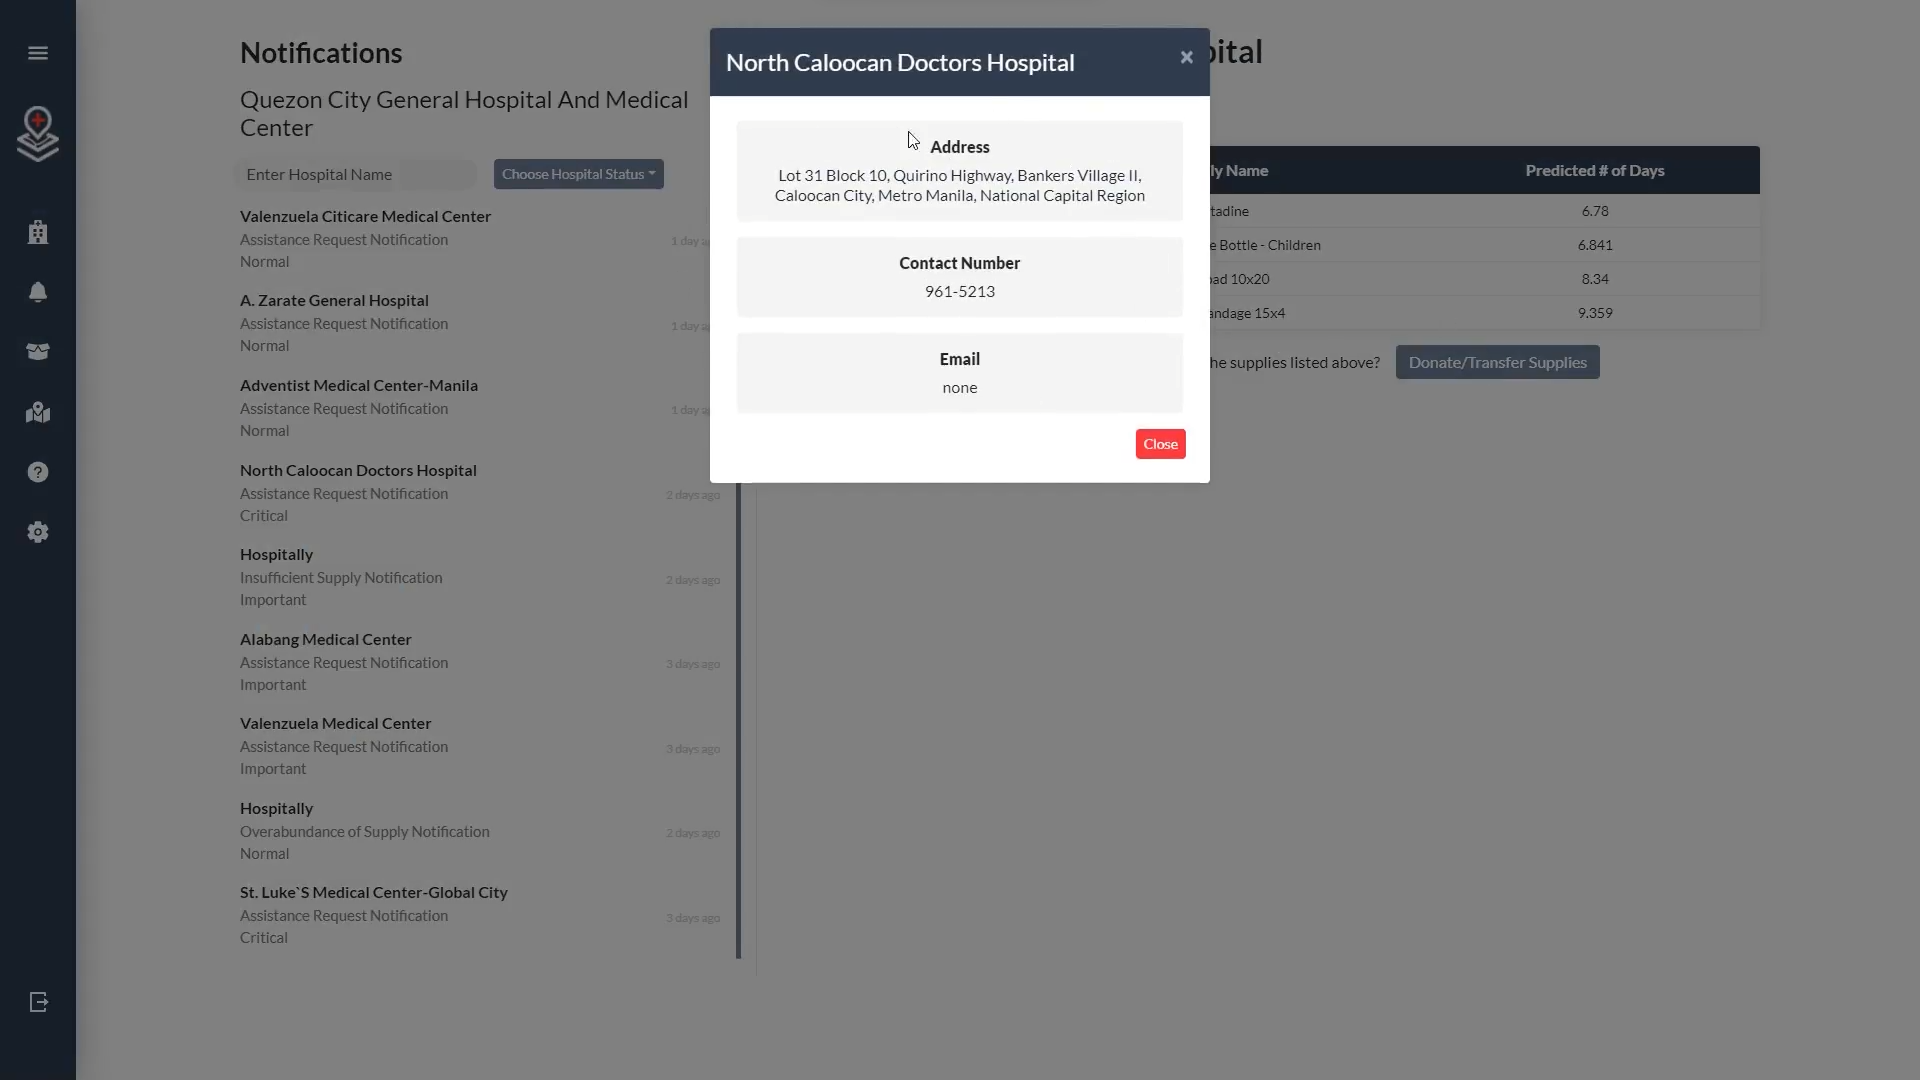 Notifications
Quezon City General Hospital And Medical
Center
Enter Hospital Name
Choose Hospital Status
Valenzuela Citicare Medical Center
Assistance Request Notification
1 day
Normal
A. Zarate General Hospital
Assistance Request Notification
1 day
Normal
Adventist Medical Center-Manila
Assistance Request Notification
1 day
Normal
North Caloocan Doctors Hospital
Assistance Request Notification
2 days ago
Critical
Hospitally
Insufficient Supply Notification
2 days ago
Important
Alabang Medical Center
Assistance Request Notification
3 days ago
Important
Valenzuela Medical Center
Assistance Request Notification
3 days ago
Important
Hospitally
Overabundance of Supply Notification
2 days ago
Normal
St. Luke`S Medical Center-Global City
Assistance Request Notification
3 days ago
Critical
North Caloocan Doctors Hospital
×
Address
Lot 31 Block 10, Quirino Highway, Bankers Village II,
Caloocan City, Metro Manila, National Capital Region
Contact Number
961-5213
Email
none
Close
Name Predicted # of Days
6.78
Bottle - Children 6.841
10x20 8.34
15x4 9.359
the supplies listed above? Donate/Transfer Supplies